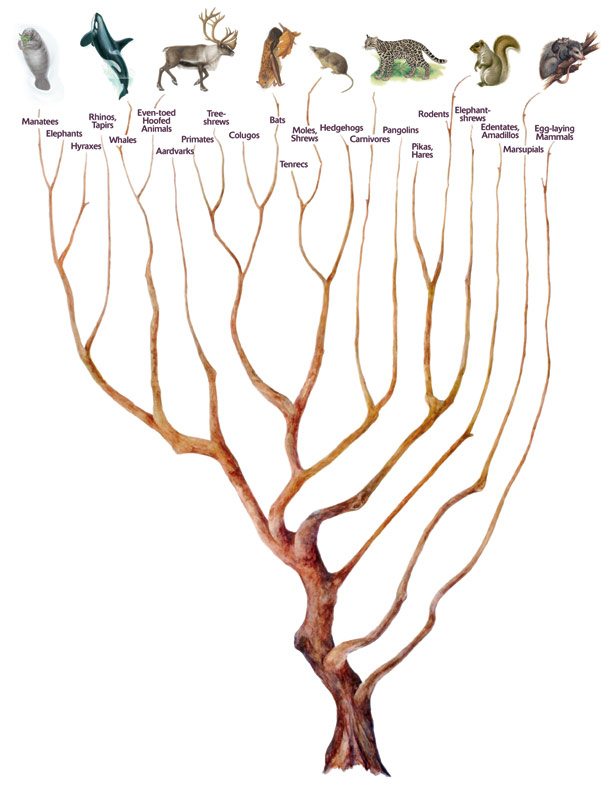 Manatees
Elephants
Hyraxes
Rhinos,
Tapirs
Whales
Even-toed
Hoofed
Animals
Aardvarks
Primates
Tree-
shrews
Colugos
Bats
Moles,
Shrews
Tenrecs
Hedgehogs
Carnivores
Pangolins
Pikas,
Hares
Rodents
Elephant-
shrews
Edentates,
Amadillos
Marsupials
Egg-laying
Mammals